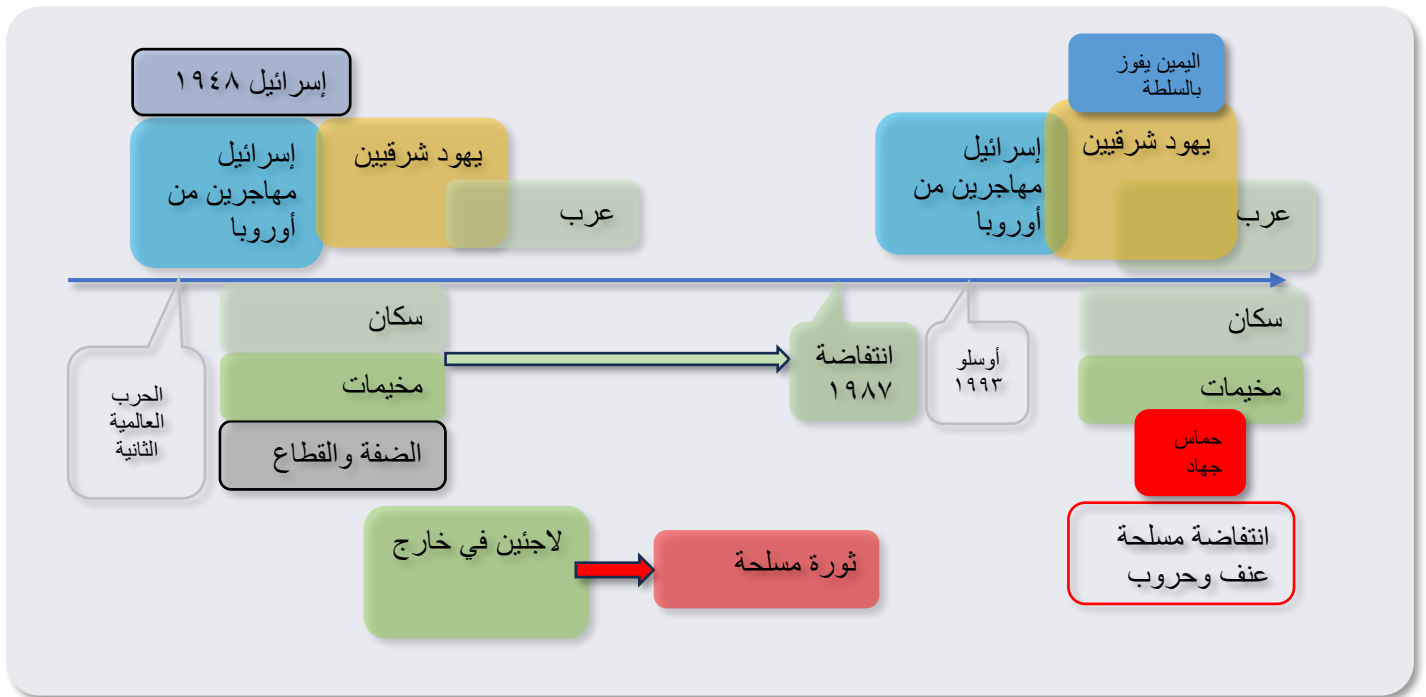 إسرائيل ١٩٤٨
إسرائيل
مهاجرين من
أوروبا
يهود شرقيين
عرب
اليمين يفوز
بالسلطة
إسرائيل
مهاجرين من
أوروبا
يهود شرقيين
عرب
الحرب
العالمية
الثانية
سكان
مخيمات
الضفة والقطاع
انتفاضة
١٩٨٧
أوسلو
١٩٩٣
سكان
مخيمات
حماس
جهاد
انتفاضة مسلحة
عنف وحروب
لاجئين في خارج
ثورة مسلحة